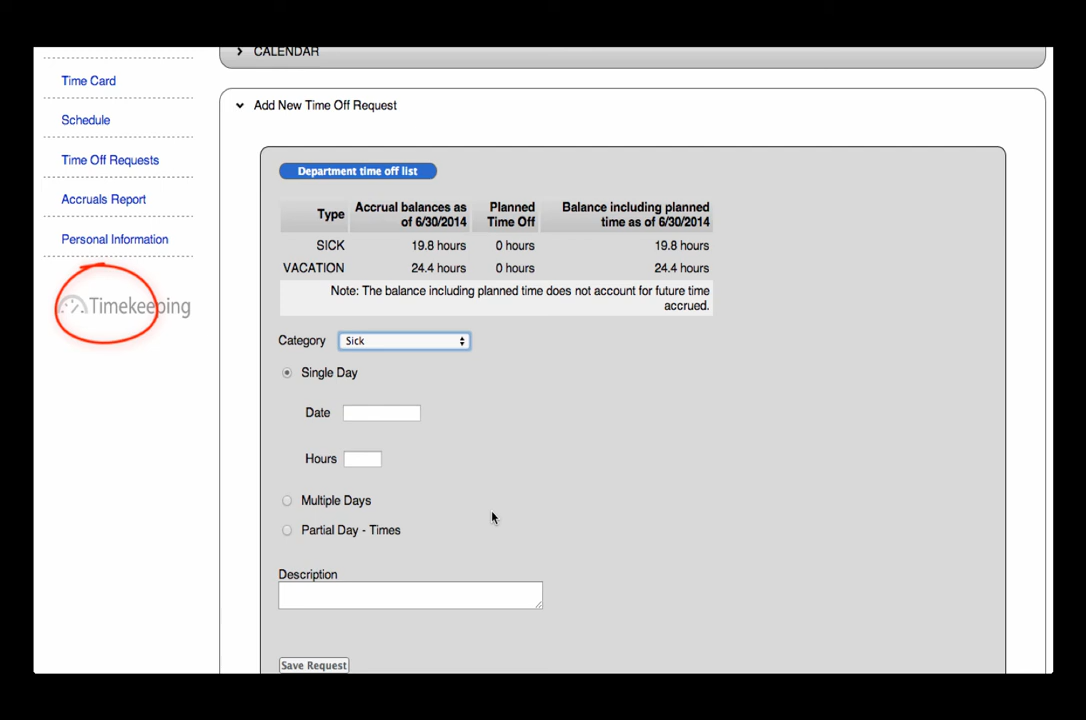 CALENDAR
Time Card
Schedule
Time Off Requests
Accruals Report
Personal Information
Timekeeping
Add New Time Off Request
Department time off list
Type
Accrual balances as of 6/30/2014
Planned Time Off
Balance including planned time as of 6/30/2014
SICK 19.8 hours 0 hours 19.8 hours
VACATION 24.4 hours 0 hours 24.4 hours
Note: The balance including planned time does not account for future time
accrued.
Category Sick
Single Day
Date
Hours
Multiple Days
Partial Day - Times
Description
Save Request